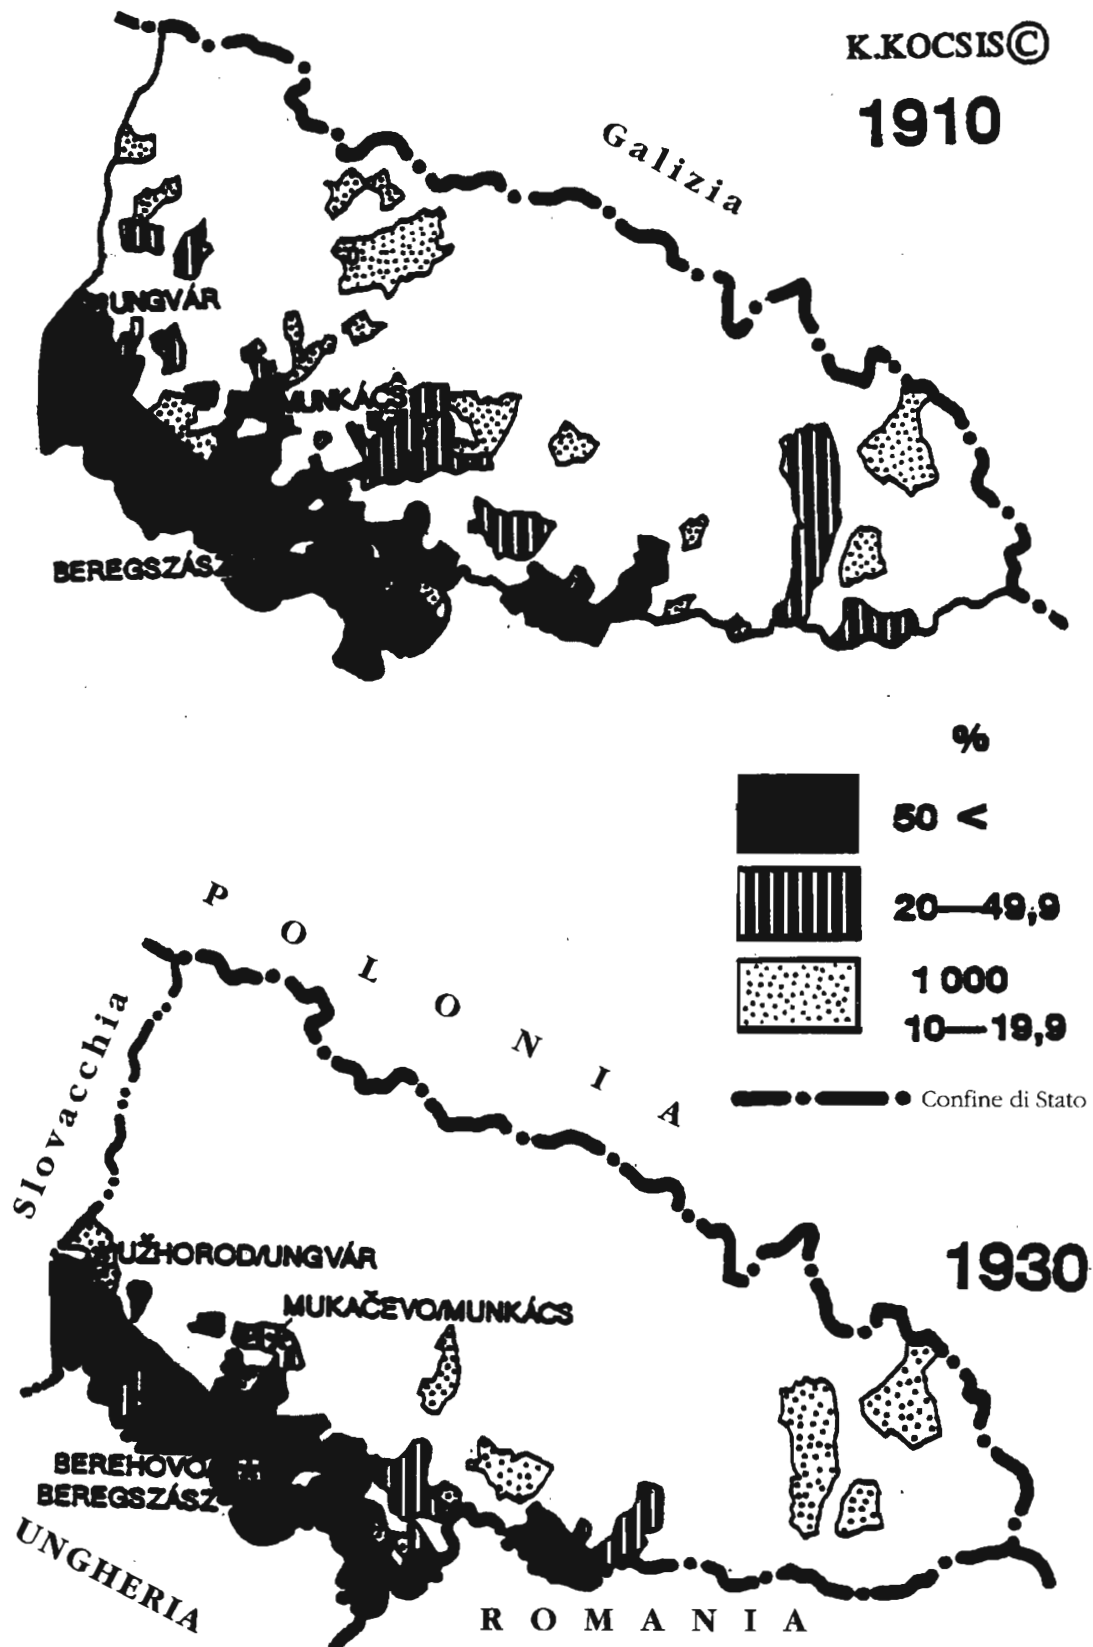 K.KOCSIS©
1910
Galizia
UNGVÁR
MUNKÁCS
BEREGSZÁSZ
%
50 <
20—49,9
1 000
10—19,9
Confine di Stato
POLONIA
Slovacchia
UŽHOROD/UNGVÁR
1930
MUKAČEVO/MUNKÁCS
BEREHOVO/
BEREGSZÁSZ
UNGHERIA
ROMANIA